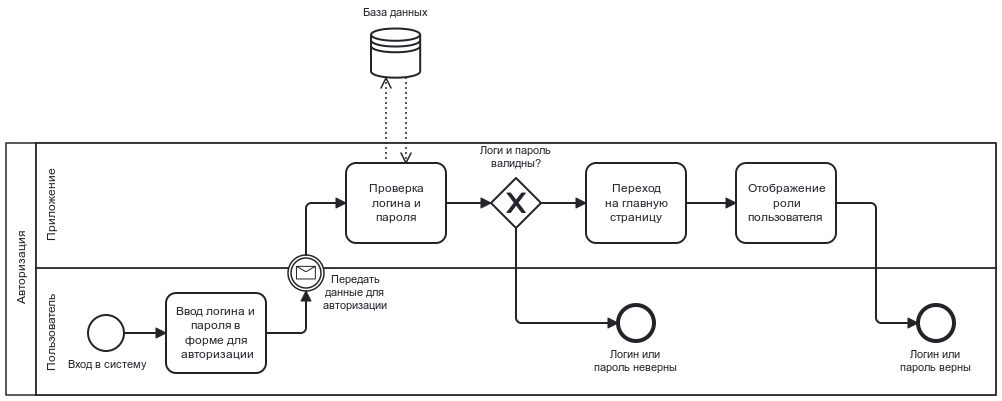 База данных
Авторизация
Приложение
Проверка
логина и
пароля
Логи и пароль
валидны?
Переход
на главную
страницу
Отображение
роли
пользователя
Пользователь
Вход в систему
Ввод логина и
пароля в
форме для
авторизации
Передать
данные для
авторизации
Логин или
пароль неверны
Логин или
пароль верны